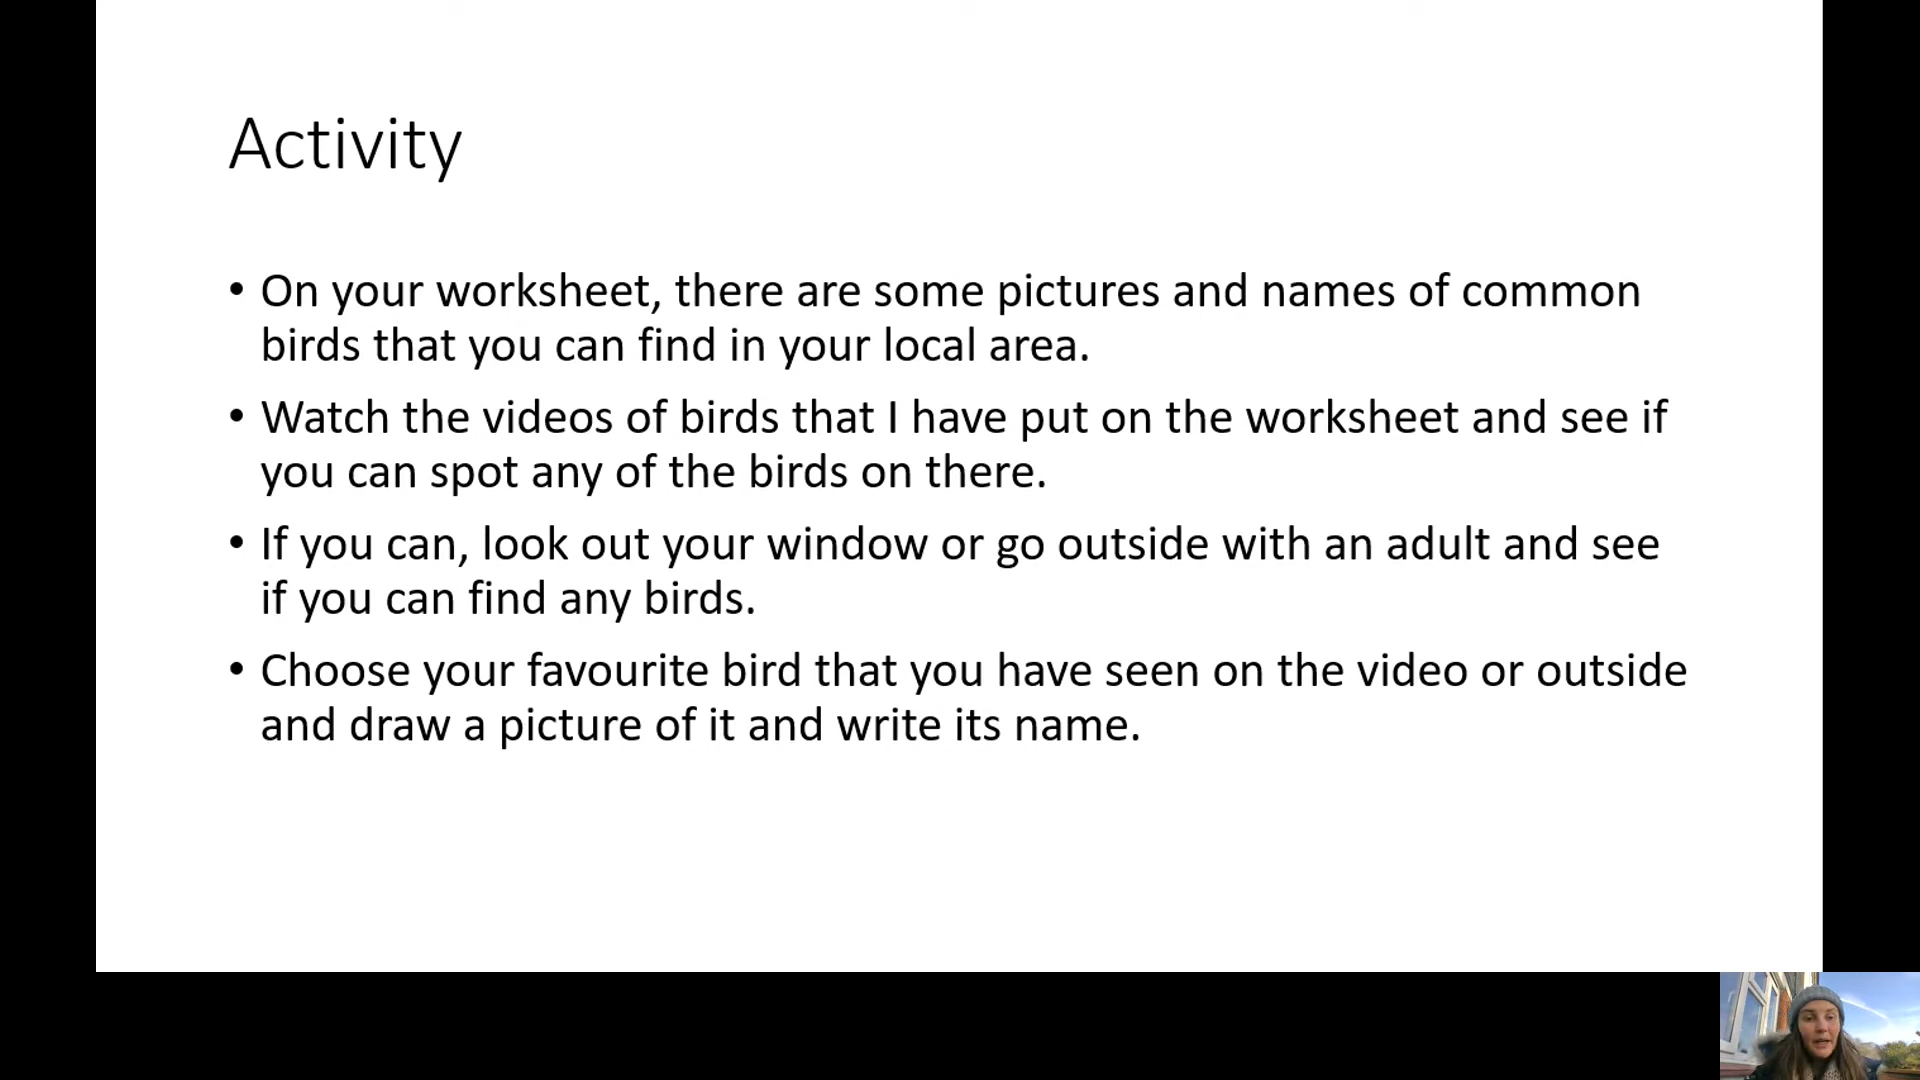 Activity
• On your worksheet, there are some pictures and names of common
birds that you can find in your local area.
• Watch the videos of birds that I have put on the worksheet and see if
you can spot any of the birds on there.
• If you can, look out your window or go outside with an adult and see
if you can find any birds.
• Choose your favourite bird that you have seen on the video or outside
and draw a picture of it and write its name.